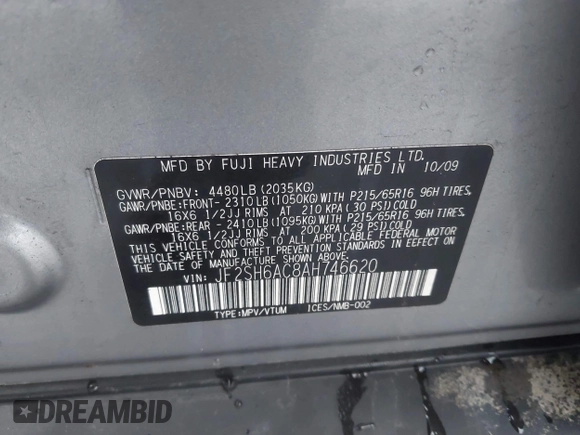 MFD BY FUJI HEAVY INDUSTRIES LTD.
MFD IN 10/09
GVWR/PNBV: 4480LB(2035KG)
GAWR/PNBE:FRONT- 2310LB(1050KG)WITH P215/65R16 96H TIRES,
16X6 1/2JJ RIMS AT 210 KPA(30 PSI)COLD
GAWR/PNBE:REAR - 2410LB(1095KG)WITH P215/65R16 96H TIRES,
16X6 1/2JJ RIMS AT 200 KPA(29 PSI)COLD
THIS VEHICLE CONFORMS TO ALL APPLICABLE FEDERAL MOTOR
VEHICLE SAFETY STANDARDS IN EFFECT
ON THE DATE OF MANUFACTURE SHOWN ABOVE.
VIN: JF2SH6AC8AH746620
TYPE:MPV/VTUM ICES/NMB-002
DREAMBID